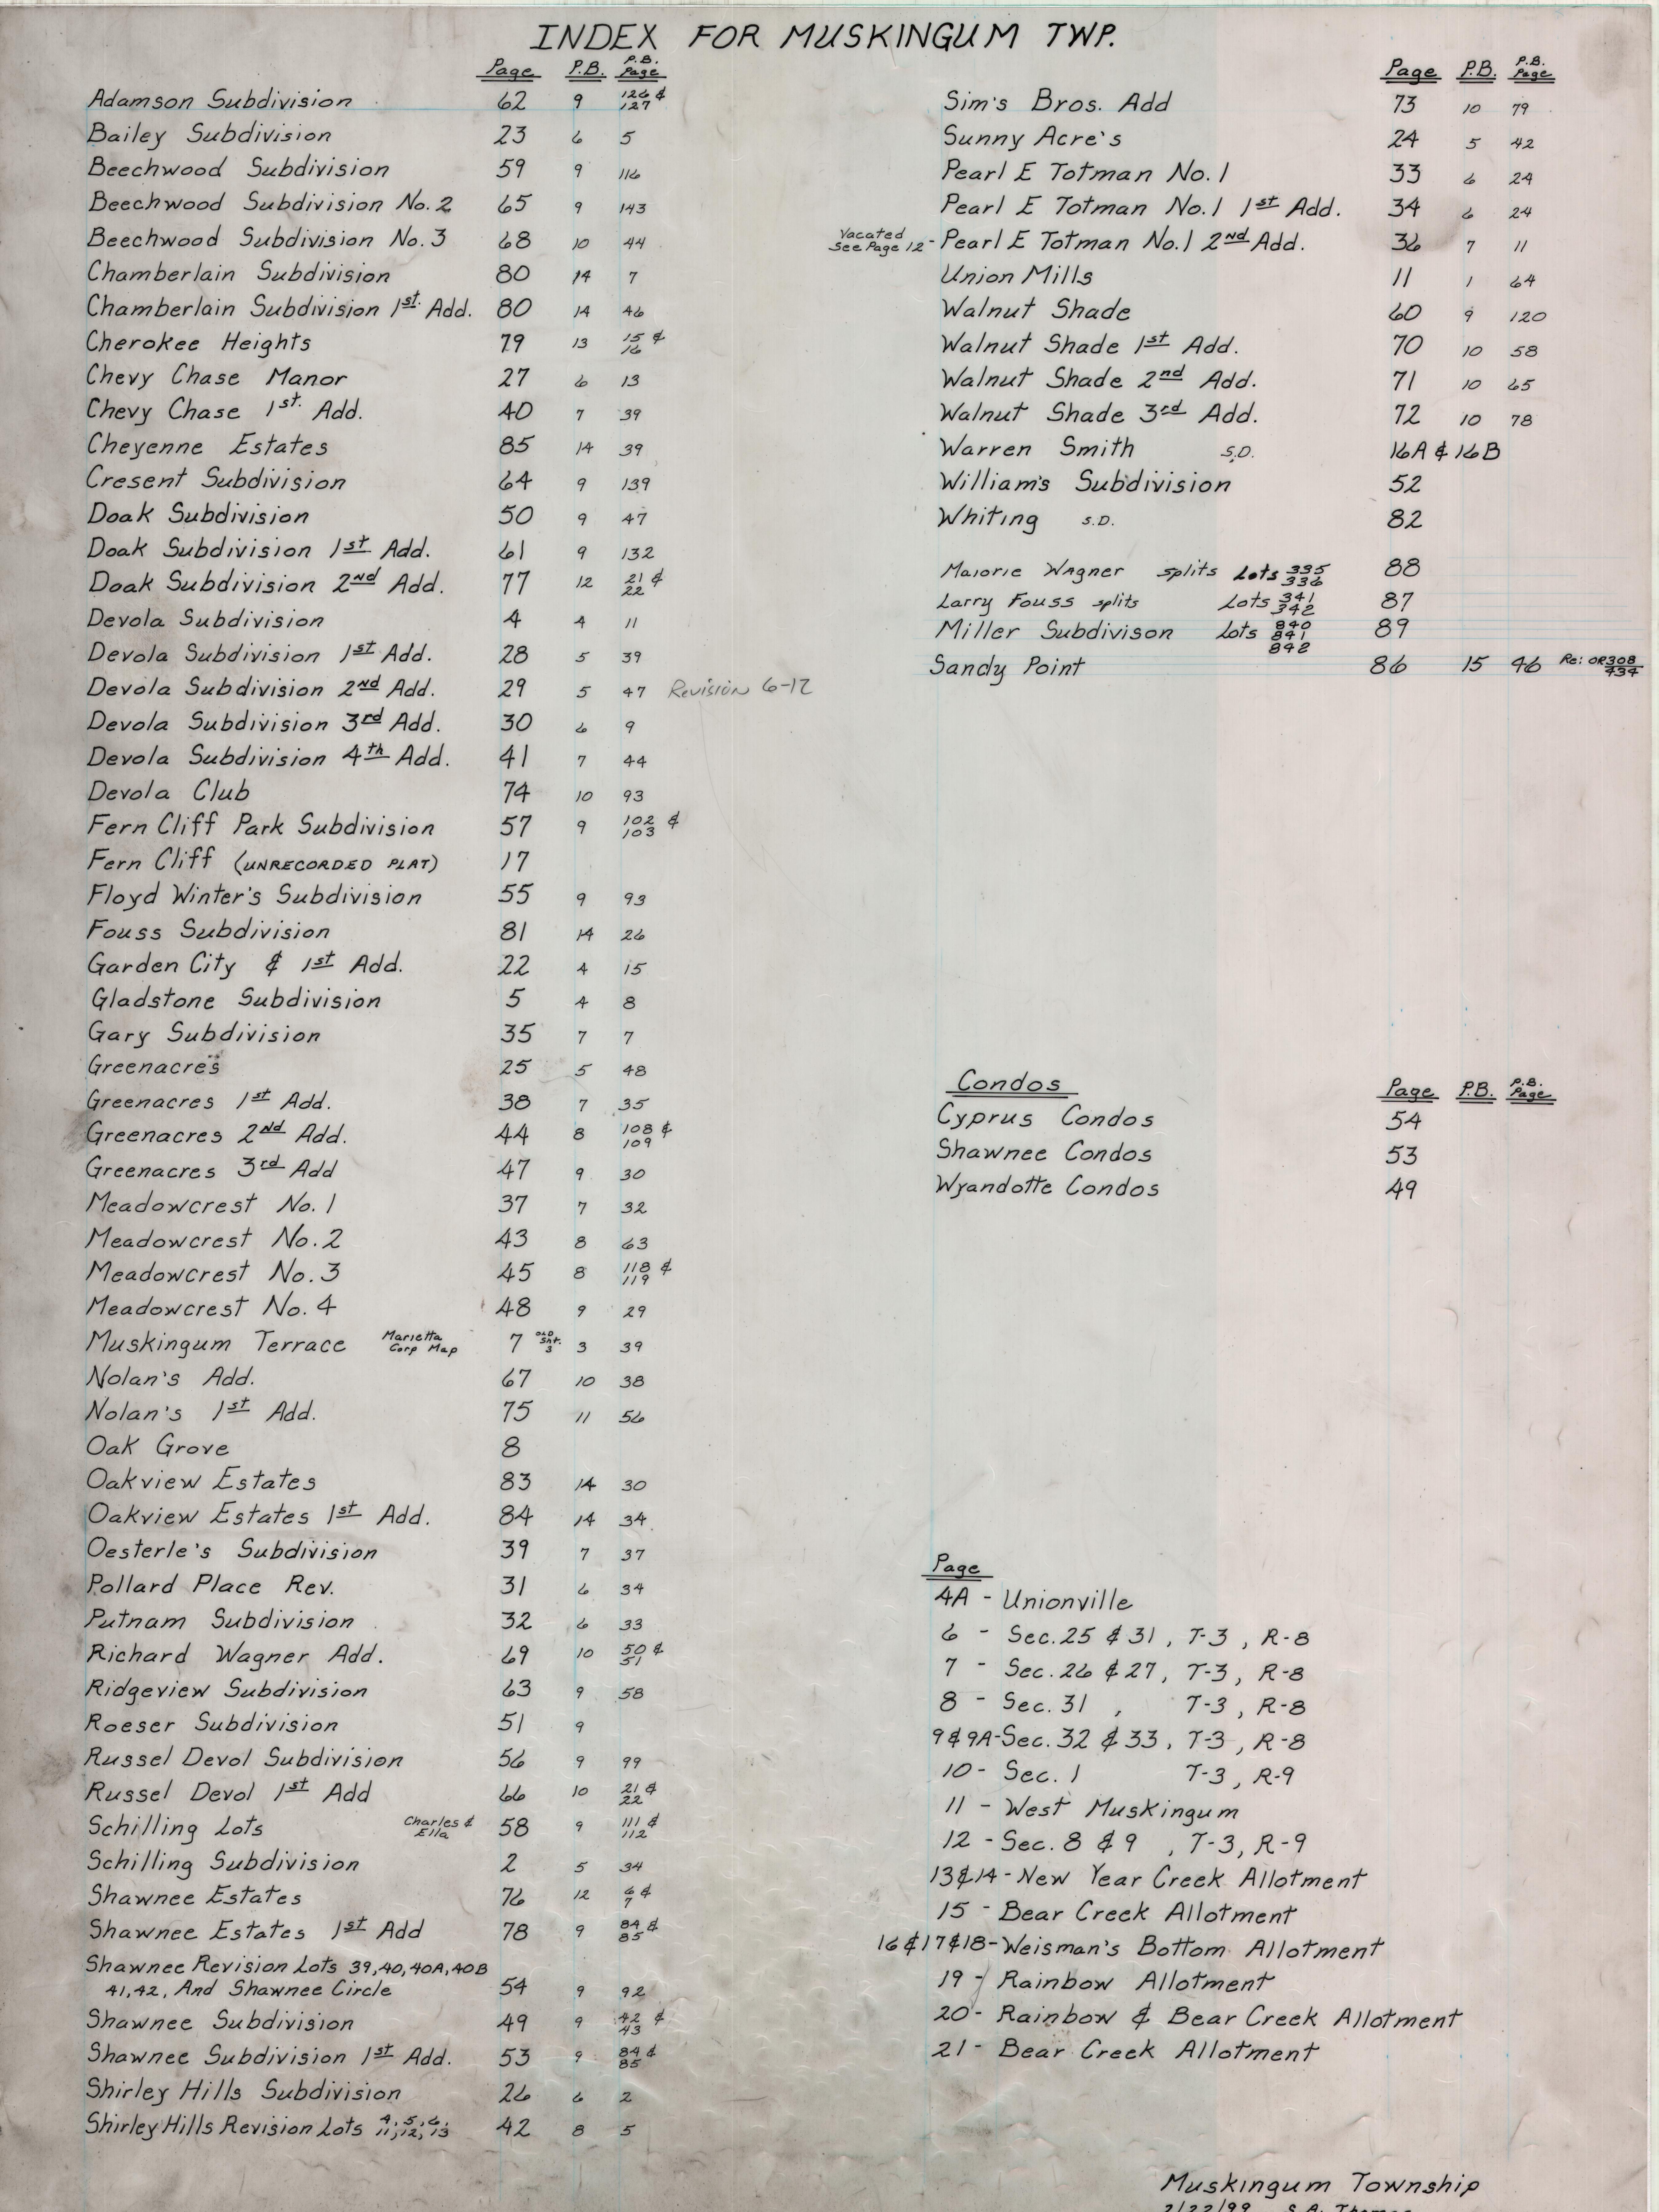 INDEX FOR MUSKINGUM TWP.
Page P.B. P.B. Page
Adamson Subdivision 62 9 126 & 127
Bailey Subdivision 23 6 5
Beechwood Subdivision 59 9 116
Beechwood Subdivision No. 2 65 9 143
Beechwood Subdivision No. 3 68 10 44
Chamberlain Subdivision 80 14 7
Chamberlain Subdivision 1st. Add. 80 14 46
Cherokee Heights 79 13 15 & 16
Chevy Chase Manor 27 6 13
Chevy Chase 1st. Add. 40 7 39
Cheyenne Estates 85 14 39
Cresent Subdivision 64 9 139
Doak Subdivision 50 9 47
Doak Subdivision 1st Add. 61 9 132
Doak Subdivision 2nd Add. 77 12 21 & 22
Devola Subdivision 4 4 11
Devola Subdivision 1st Add. 28 5 39
Devola Subdivision 2nd Add. 29 5 47 Revision 6-12
Devola Subdivision 3rd Add. 30 6 9
Devola Subdivision 4th Add. 41 7 44
Devola Club 74 10 93
Fern Cliff Park Subdivision 57 9 102 & 103
Fern Cliff (UNRECORDED PLAT) 17
Floyd Winter's Subdivision 55 9 93
Fouss Subdivision 81 14 26
Garden City & 1st Add. 22 4 15
Gladstone Subdivision 5 4 8
Gary Subdivision 35 7 7
Greenacres 25 5 48
Greenacres 1st Add. 38 7 35
Greenacres 2nd Add. 44 8 108 & 109
Greenacres 3rd Add 47 9 30
Meadowcrest No. 1 37 7 32
Meadowcrest No. 2 43 8 63
Meadowcrest No. 3 45 8 118 & 119
Meadowcrest No. 4 48 9 29
Muskingum Terrace Marietta Corp Map 7 OLD Sht. 3 3 39
Nolan's Add. 67 10 38
Nolan's 1st Add. 75 11 56
Oak Grove 8
Oakview Estates 83 14 30
Oakview Estates 1st Add. 84 14 34
Oesterle's Subdivision 39 7 37
Pollard Place Rev. 31 6 34
Putnam Subdivision 32 6 33
Richard Wagner Add. 69 10 50 & 51
Ridgeview Subdivision 63 9 58
Roeser Subdivision 51 9
Russel Devol Subdivision 56 9 99
Russel Devol 1st Add 66 10 21 & 22
Schilling Lots Charles & Ella 58 9 111 & 112
Schilling Subdivision 2 5 34
Shawnee Estates 76 12 6 & 7
Shawnee Estates 1st Add 78 9 84 & 85
Shawnee Revision Lots 39, 40, 40A, 40B
41, 42, And Shawnee Circle 54 9 92
Shawnee Subdivision 49 9 42 & 43
Shawnee Subdivision 1st Add. 53 9 84 & 85
Shirley Hills Subdivision 26 6 2
Shirley Hills Revision Lots 4, 5, 6, 11, 12, 13 42 8 5
Page P.B. P.B. Page
Sim's Bros. Add 73 10 79
Sunny Acre's 24 5 42
Pearl E Totman No. 1 33 6 24
Pearl E Totman No. 1 1st Add. 34 6 24
Vacated See Page 12 - Pearl E Totman No. 1 2nd Add. 36 7 11
Union Mills 11 1 64
Walnut Shade 60 9 120
Walnut Shade 1st Add. 70 10 58
Walnut Shade 2nd Add. 71 10 65
Walnut Shade 3rd Add. 72 10 78
Warren Smith S.D. 16A & 16B
William's Subdivision 52
Whiting S.D. 82
Marorie Wagner splits Lots 335 336 88
Larry Fouss splits Lots 341 342 87
Miller Subdivison Lots 840 841 842 89
Sandy Point 86 15 46 Re: OR 308/434
Condos Page P.B. P.B. Page
Cyprus Condos 54
Shawnee Condos 53
Wyandotte Condos 49
Page
4A - Unionville
6 - Sec. 25 & 31, T-3, R-8
7 - Sec. 26 & 27, T-3, R-8
8 - Sec. 31 , T-3, R-8
9 & 9A - Sec. 32 & 33, T-3, R-8
10 - Sec. 1 T-3, R-9
11 - West Muskingum
12 - Sec. 8 & 9 , T-3, R-9
13 & 14 - New Year Creek Allotment
15 - Bear Creek Allotment
16 & 17 & 18 - Weisman's Bottom Allotment
19 - Rainbow Allotment
20 - Rainbow & Bear Creek Allotment
21 - Bear Creek Allotment
Muskingum Township
2/22/99 S.A. Thomas